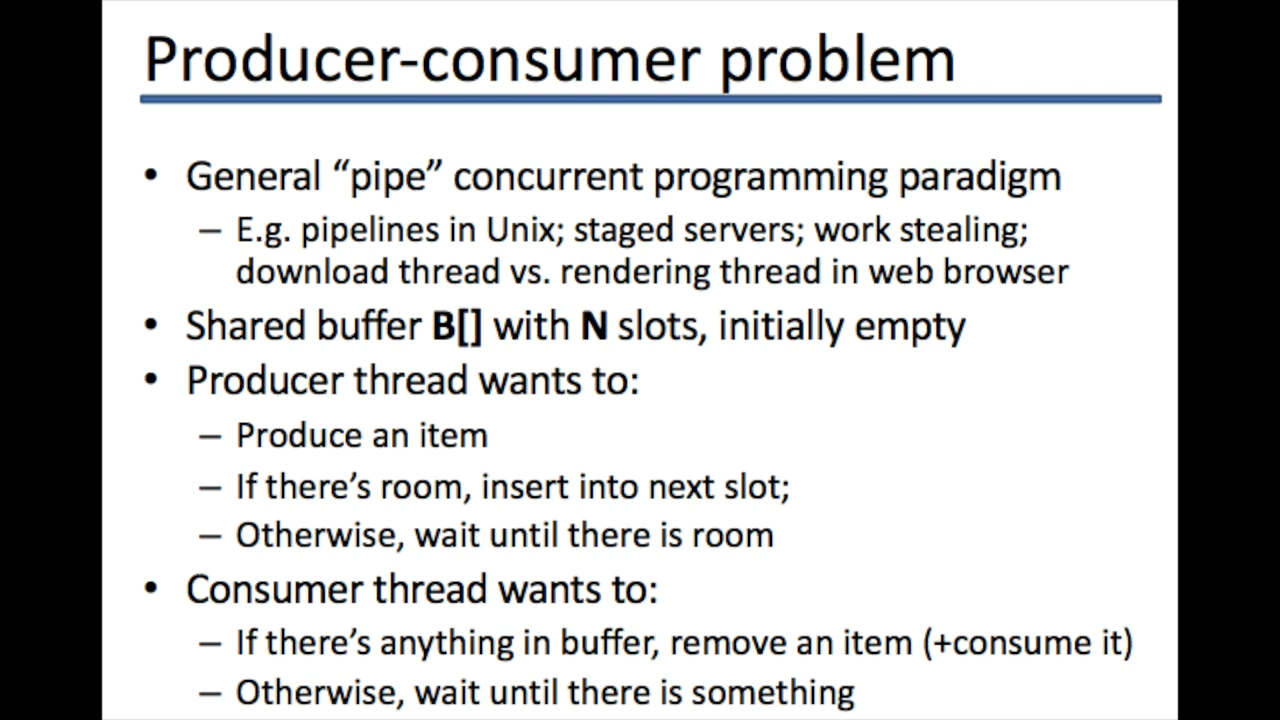 Producer-consumer problem
• General “pipe” concurrent programming paradigm
– E.g. pipelines in Unix; staged servers; work stealing;
download thread vs. rendering thread in web browser
• Shared buffer B[] with N slots, initially empty
• Producer thread wants to:
– Produce an item
– If there’s room, insert into next slot;
– Otherwise, wait until there is room
• Consumer thread wants to:
– If there’s anything in buffer, remove an item (+consume it)
– Otherwise, wait until there is something